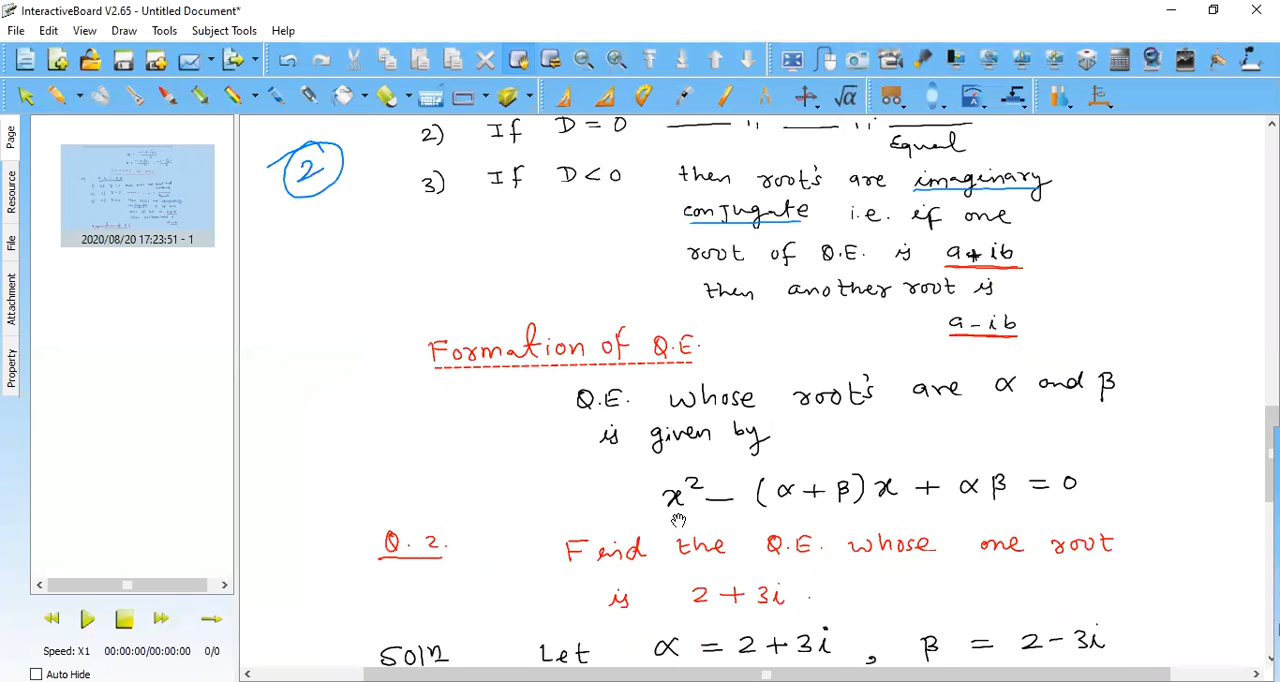 InteractiveBoard V2.65 - Untitled Document*
File Edit View Draw Tools Subject Tools Help
Page
Resource
File
Attachment
Property
2020/08/20 17:23:51 - 1
Speed: X1 00:00:00/00:00:00 0/0
Auto Hide
2
2) If D = 0 —— " —— " Equal
3) If D < 0 then root's are imaginary
conjugate i.e. if one
root of Q.E. is a+ib
then another root is
a-ib
Formation of Q.E.
Q.E. whose root's are α and β
is given by
x² - (α + β)x + αβ = 0
Q.2. Find the Q.E. whose one root
is 2+3i.
Soln Let α = 2+3i, β = 2-3i